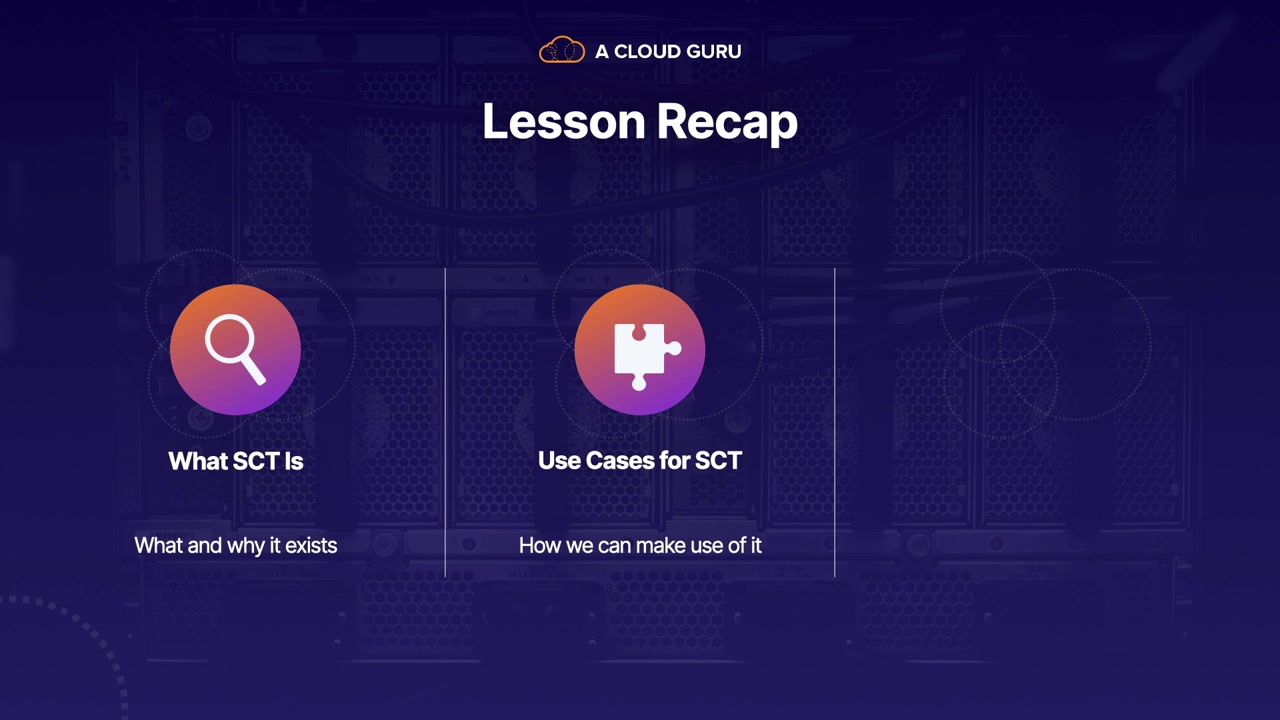 A CLOUD GURU
Lesson Recap
What SCT Is
Use Cases for SCT
What and why it exists
How we can make use of it